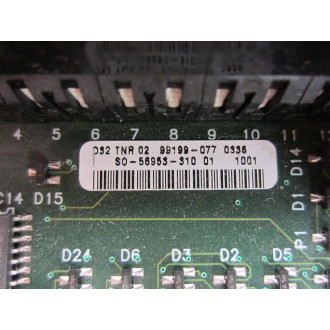 4 5 6 7 8 9 10 11
D32 TNR 02 99199-077 0336
SO-56953-310 01 1001
C14 D15
D14
D1
P1
D24 D6 D3 D2 D5